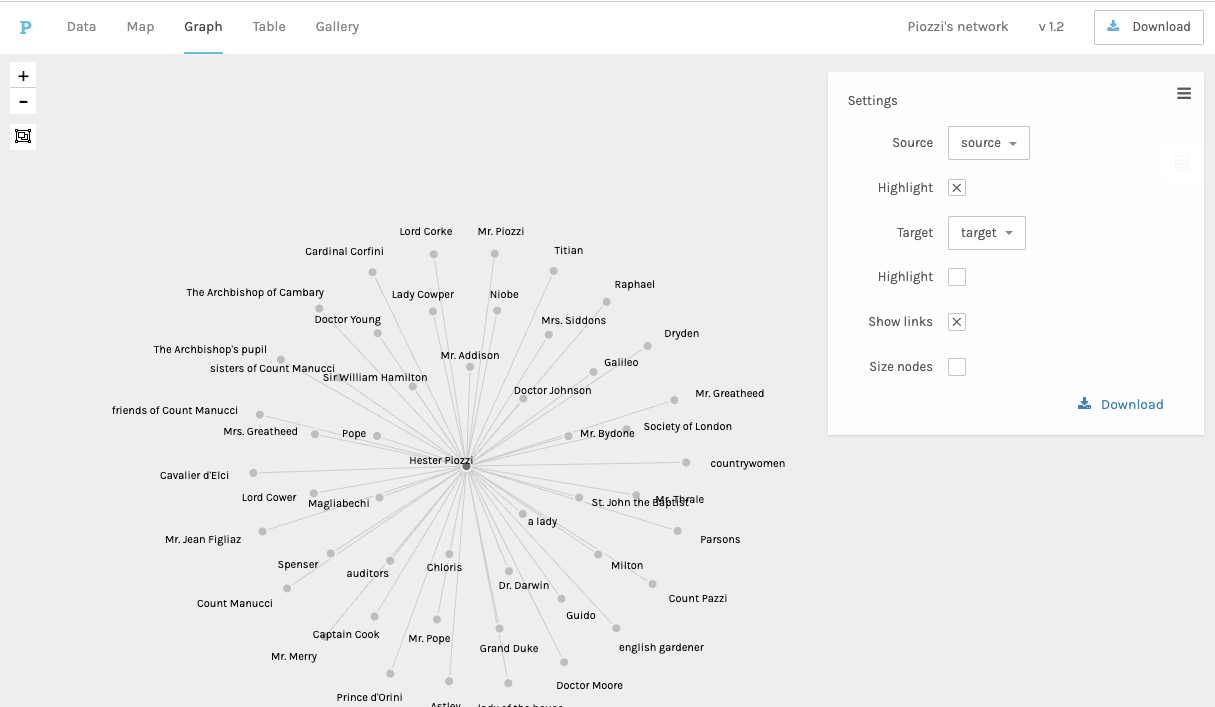 P Data Map Graph Table Gallery Piozzi's network v 1.2 Download
+
−
Settings
Source source
Highlight
Target target
Highlight
Show links
Size nodes
Download
Lord Corke
Mr. Piozzi
Cardinal Corfini
Titian
Raphael
The Archbishop of Cambary
Lady Cowper
Niobe
Doctor Young
Mrs. Siddons
Dryden
The Archbishop's pupil
Mr. Addison
Galileo
sisters of Count Manucci
Sir William Hamilton
Doctor Johnson
Mr. Greatheed
friends of Count Manucci
Society of London
Mrs. Greatheed
Pope
Mr. Bydone
Hester Piozzi
countrywomen
Cavalier d'Elci
Lord Cower
Magliabechi
St. John the Baptist
Mr. Thrale
a lady
Mr. Jean Figliaz
Parsons
Spenser
auditors
Chloris
Milton
Dr. Darwin
Count Manucci
Count Pazzi
Guido
Captain Cook
Mr. Pope
Grand Duke
english gardener
Mr. Merry
Doctor Moore
Prince d'Orini
Astley
lady of the house